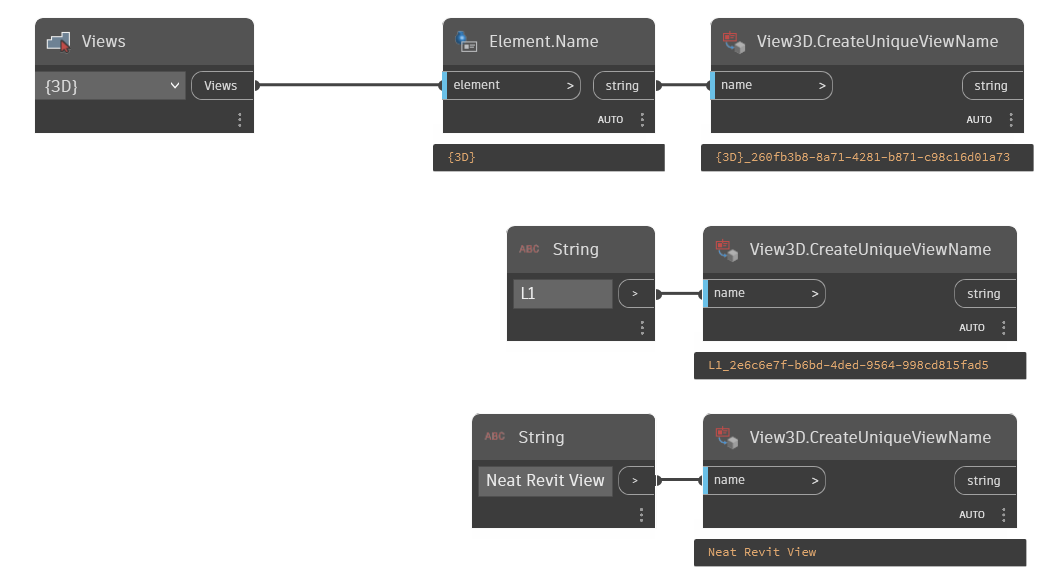 Views
Element.Name
View3D.CreateUniqueViewName
{3D}
Views
element
>
string
name
>
string
AUTO
AUTO
{3D}
{3D}_260fb3b8-8a71-4281-b871-c98c16d01a73
ABC
String
View3D.CreateUniqueViewName
L1
>
name
>
string
AUTO
L1_2e6c6e7f-b6bd-4ded-9564-998cd815fad5
ABC
String
View3D.CreateUniqueViewName
Neat Revit View
>
name
>
string
AUTO
Neat Revit View